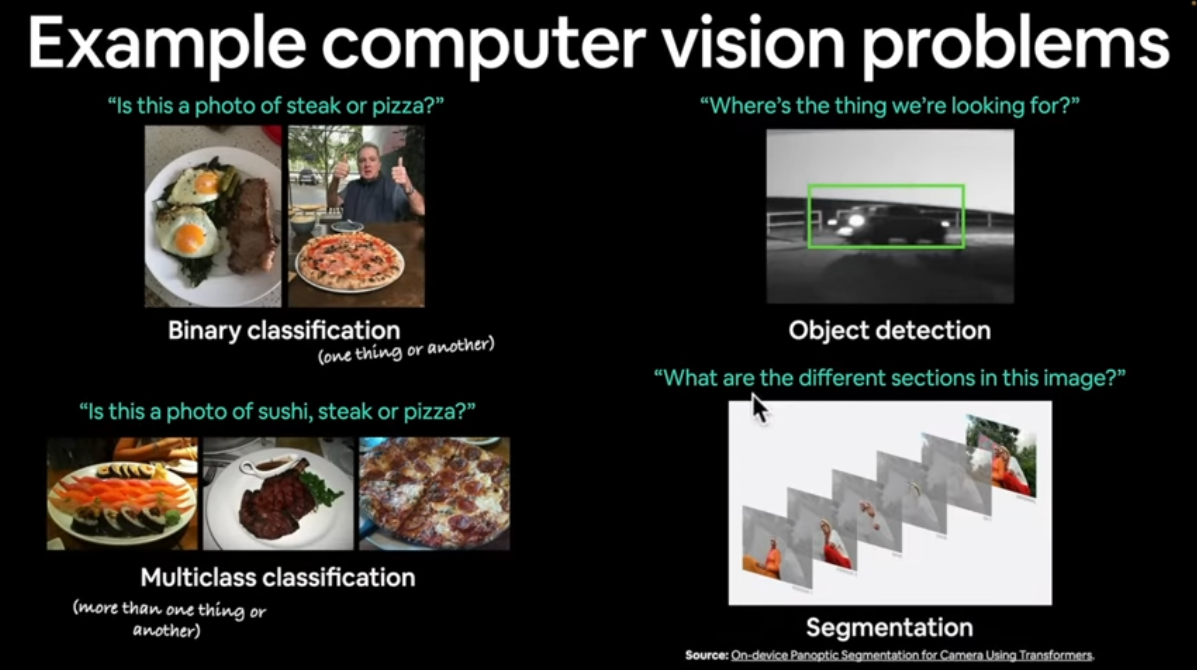 Example computer vision problems
“Is this a photo of steak or pizza?”
Binary classification
(one thing or another)
“Is this a photo of sushi, steak or pizza?”
Multiclass classification
(more than one thing or
another)
“Where’s the thing we’re looking for?”
Object detection
“What are the different sections in this image?”
Segmentation
Source: On-device Panoptic Segmentation for Camera Using Transformers.